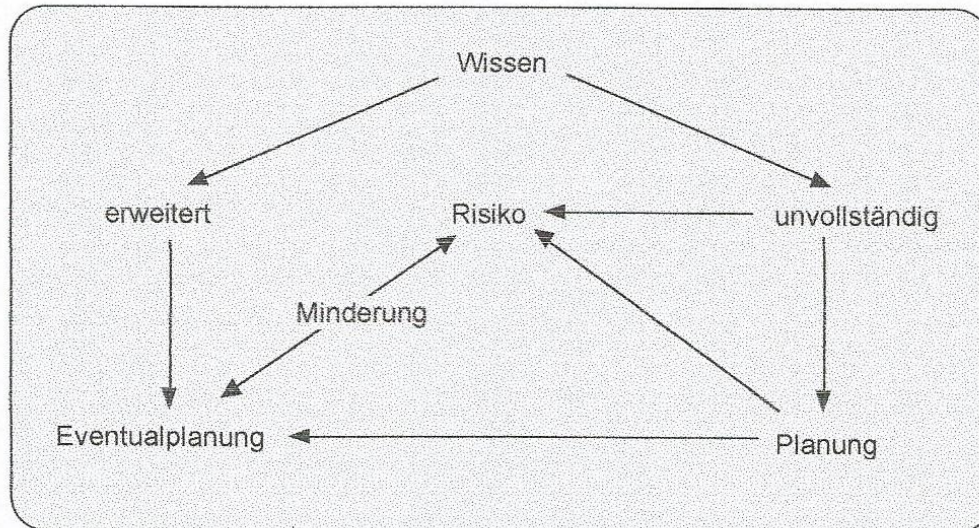 Wissen
erweitert Risiko unvollständig
Minderung
Eventualplanung Planung